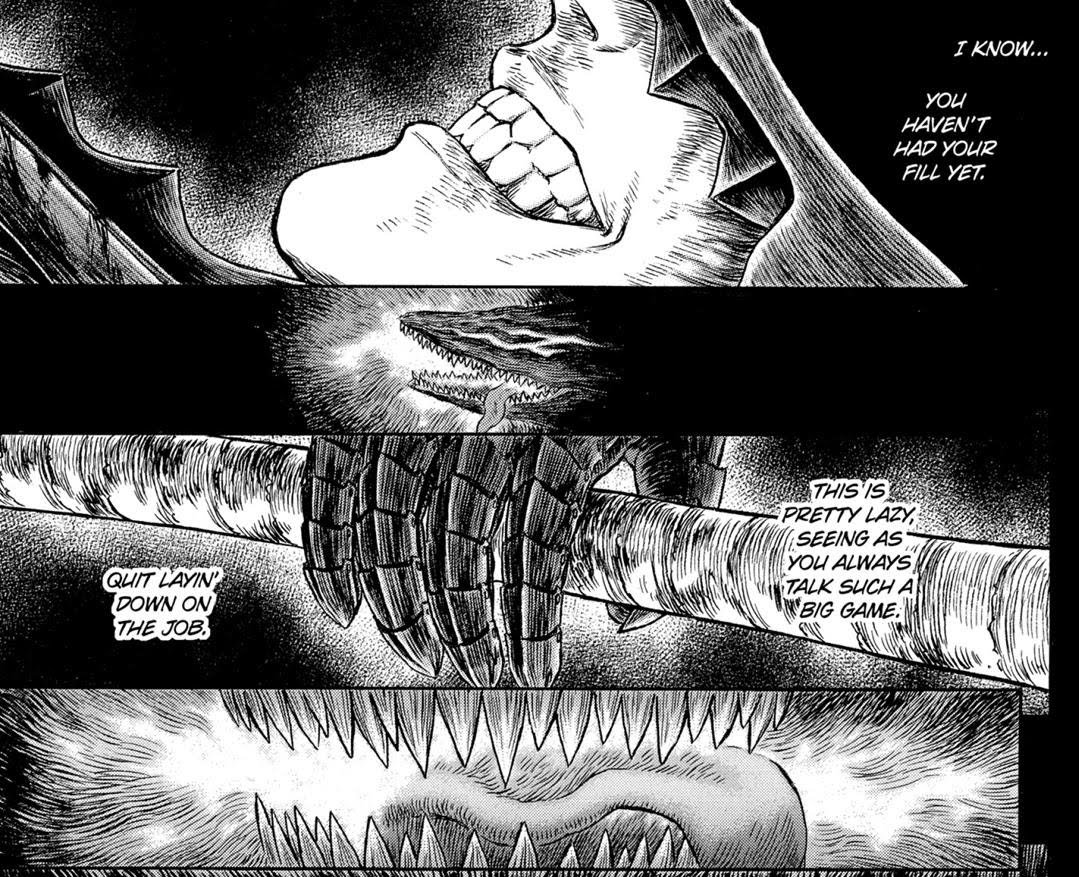 I KNOW...
YOU
HAVEN'T
HAD YOUR
FILL YET.
THIS IS
PRETTY LAZY,
SEEING AS
YOU ALWAYS
TALK SUCH A
BIG GAME.
QUIT LAYIN'
DOWN ON
THE JOB.